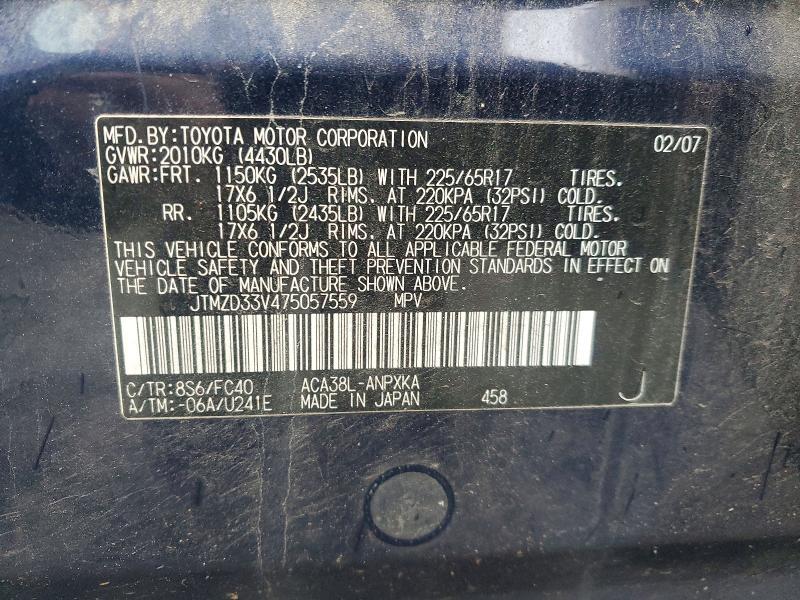 MFD. BY: TOYOTA MOTOR CORPORATION 02/07
GVWR: 2010KG (4430LB)
GAWR: FRT. 1150KG (2535LB) WITH 225/65R17 TIRES.
17X6 1/2J RIMS. AT 220KPA (32PSI) COLD.
RR. 1105KG (2435LB) WITH 225/65R17 TIRES.
17X6 1/2J RIMS. AT 220KPA (32PSI) COLD.
THIS VEHICLE CONFORMS TO ALL APPLICABLE FEDERAL MOTOR
VEHICLE SAFETY AND THEFT PREVENTION STANDARDS IN EFFECT ON
THE DATE OF MANUFACTURE SHOWN ABOVE.
JTMZD33V475057559 MPV
C/TR: 8S6/FC40 ACA38L-ANPXKA
A/TM: -06A/U241E MADE IN JAPAN 458 J